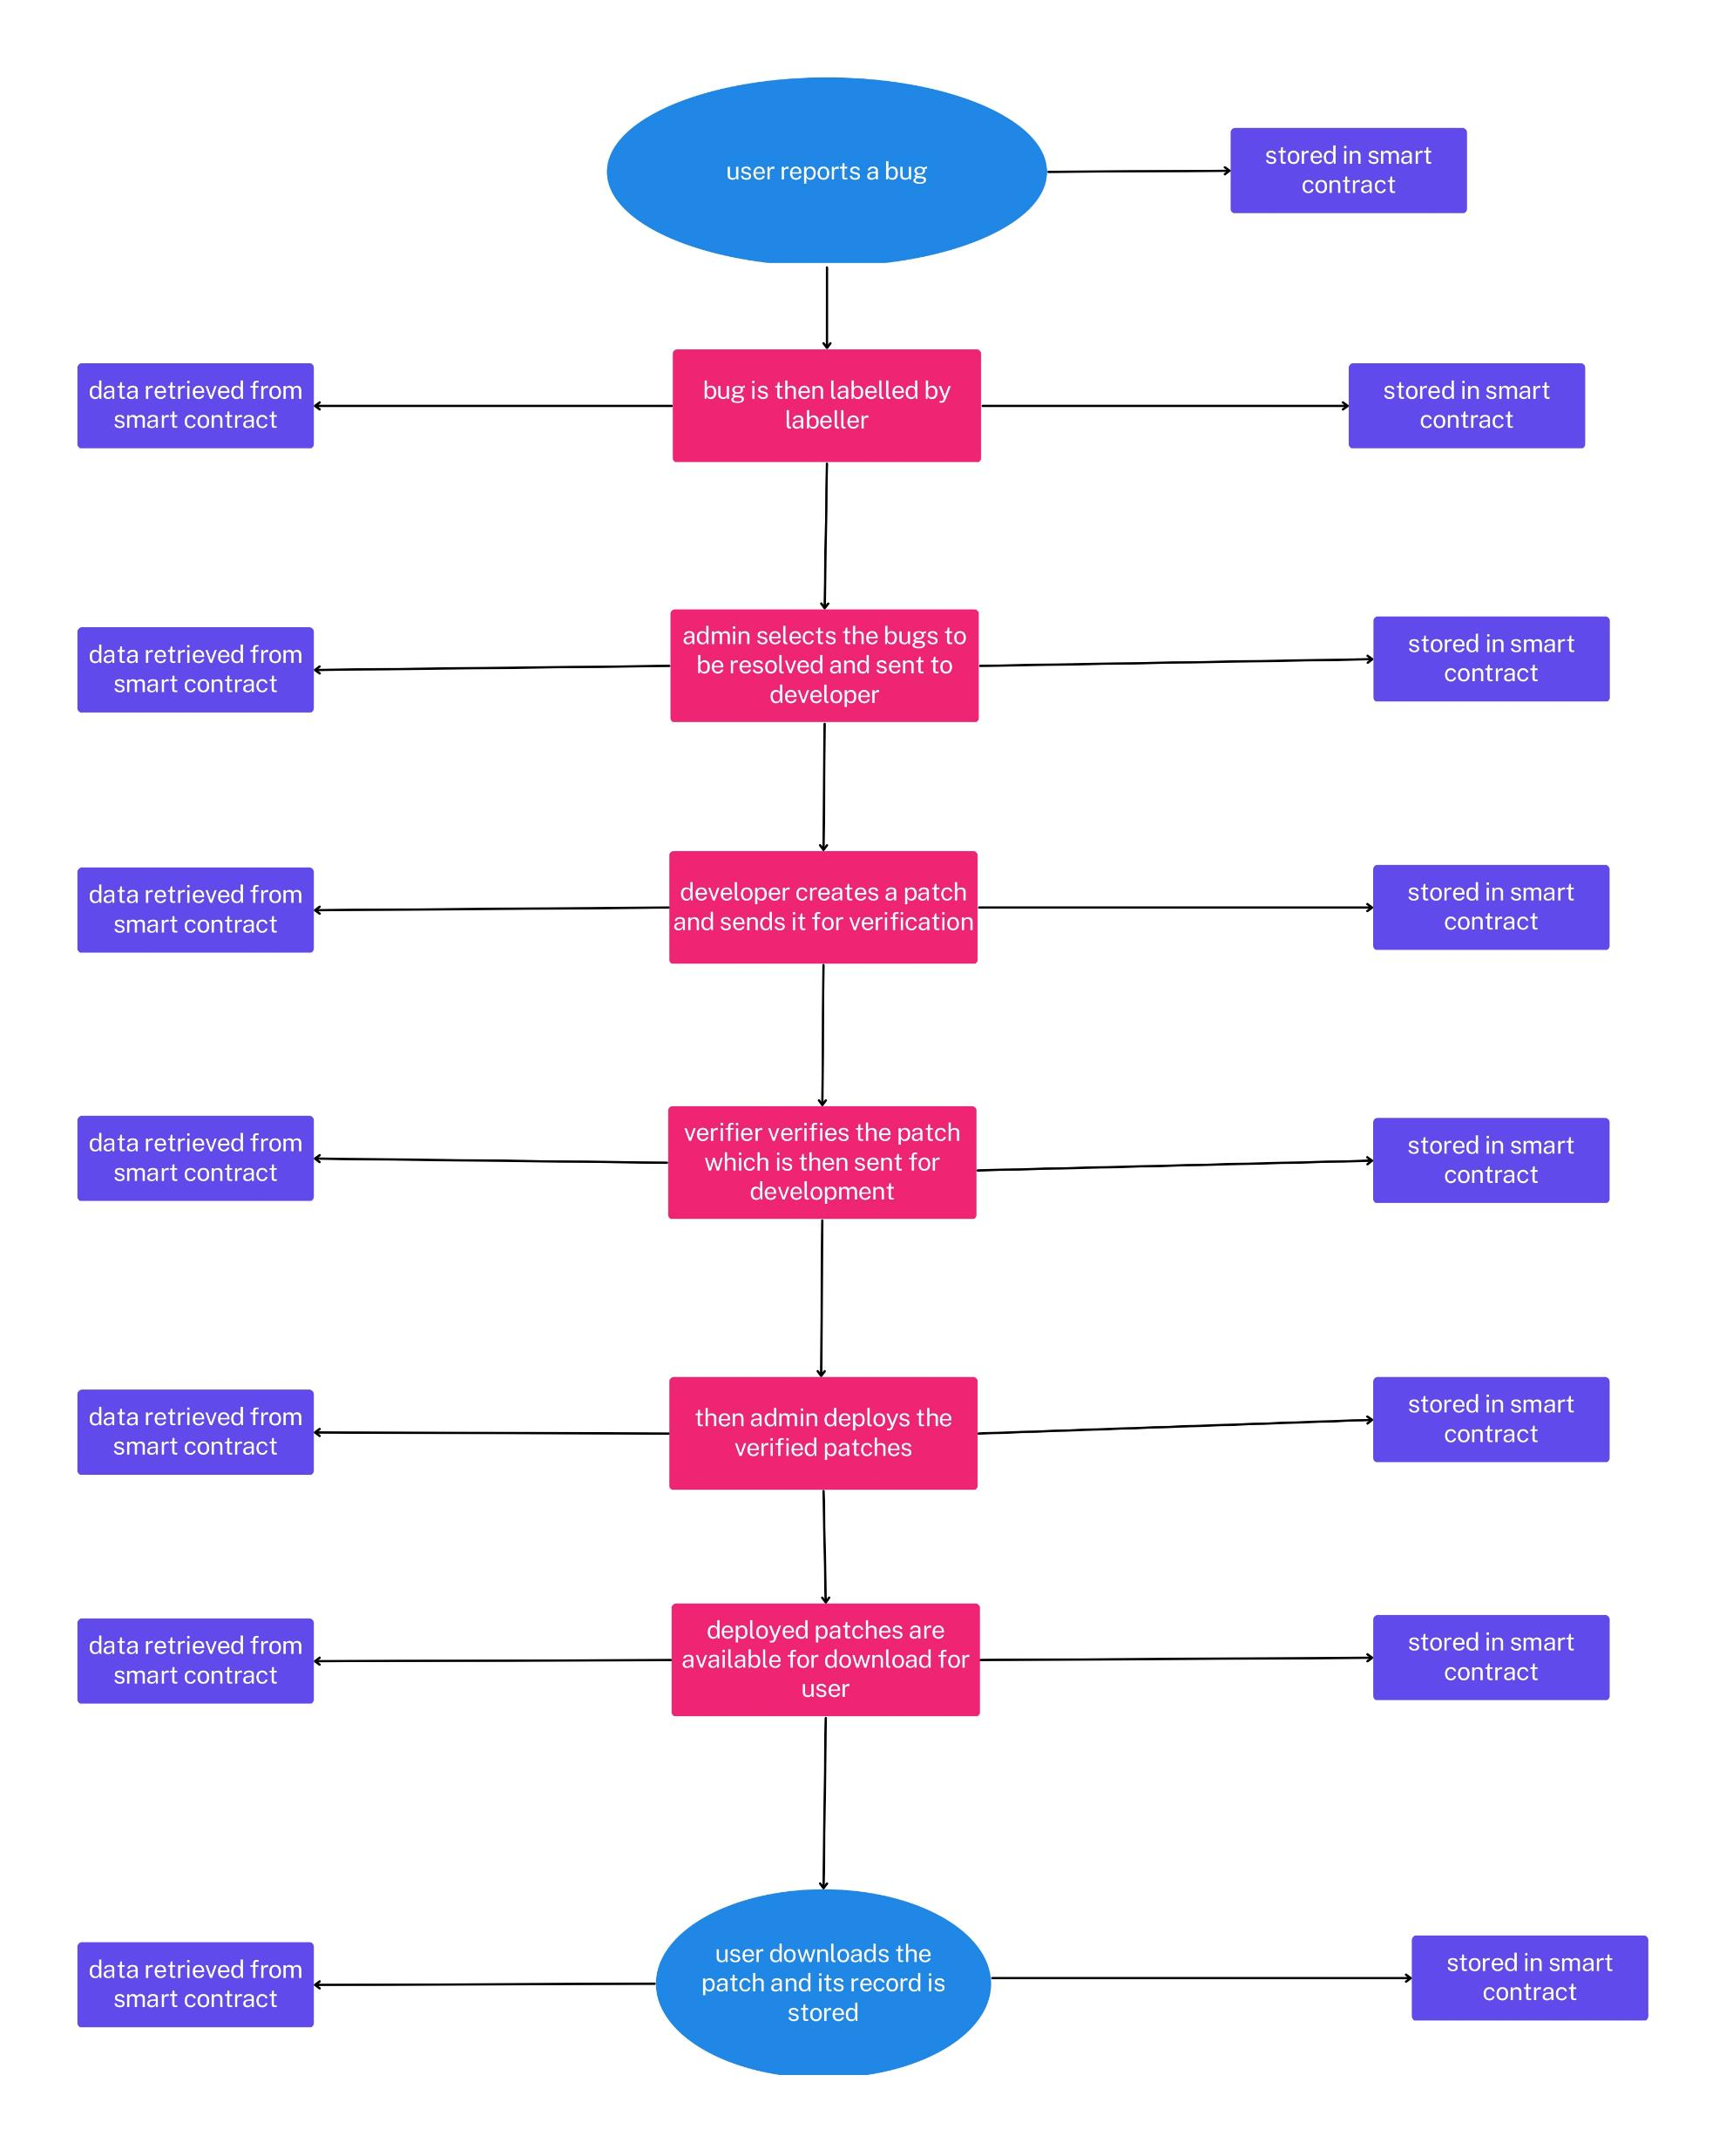 user reports a bug
stored in smart
contract
data retrieved from
smart contract
bug is then labelled by
labeller
stored in smart
contract
data retrieved from
smart contract
admin selects the bugs to
be resolved and sent to
developer
stored in smart
contract
data retrieved from
smart contract
developer creates a patch
and sends it for verification
stored in smart
contract
data retrieved from
smart contract
verifier verifies the patch
which is then sent for
development
stored in smart
contract
data retrieved from
smart contract
then admin deploys the
verified patches
stored in smart
contract
data retrieved from
smart contract
deployed patches are
available for download for
user
stored in smart
contract
data retrieved from
smart contract
user downloads the
patch and its record is
stored
stored in smart
contract